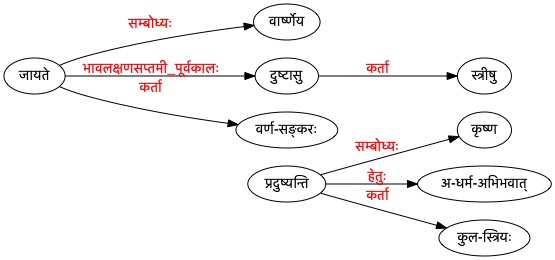 सम्बोध्यः
वार्ष्णेय
जायते
भावलक्षणसप्तमी_पूर्वकालः
दुष्टासु
कर्ता
स्त्रीषु
कर्ता
वर्ण-सङ्करः
सम्बोध्यः
कृष्ण
प्रदुष्यन्ति
हेतुः
अ-धर्म-अभिभवात्
कर्ता
कुल-स्त्रियः